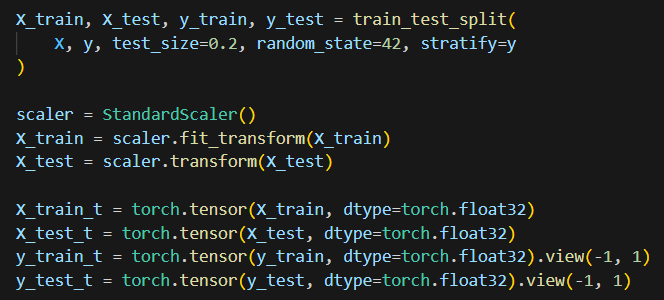 X_train, X_test, y_train, y_test = train_test_split(
    X, y, test_size=0.2, random_state=42, stratify=y
)
scaler = StandardScaler()
X_train = scaler.fit_transform(X_train)
X_test = scaler.transform(X_test)
X_train_t = torch.tensor(X_train, dtype=torch.float32)
X_test_t = torch.tensor(X_test, dtype=torch.float32)
y_train_t = torch.tensor(y_train, dtype=torch.float32).view(-1, 1)
y_test_t = torch.tensor(y_test, dtype=torch.float32).view(-1, 1)